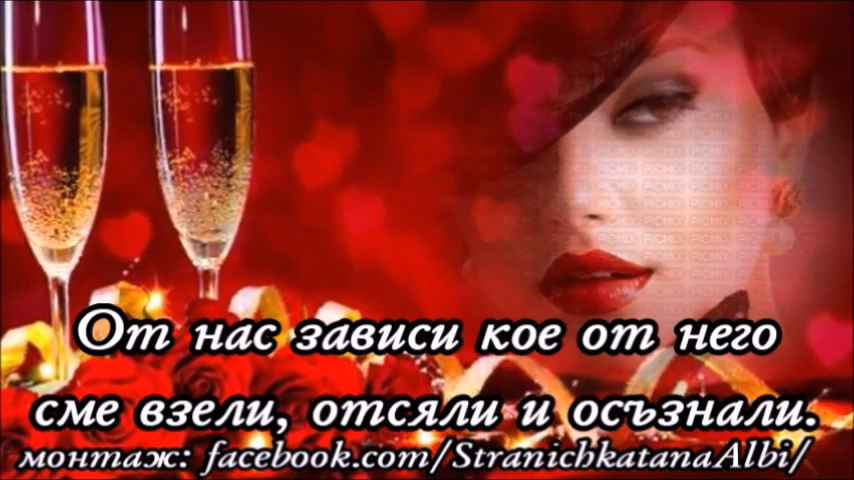 От нас зависи кое от него
сме взели, отсяли и осъзнали.
монтаж: facebook.com/StranichkatanaAlbi/